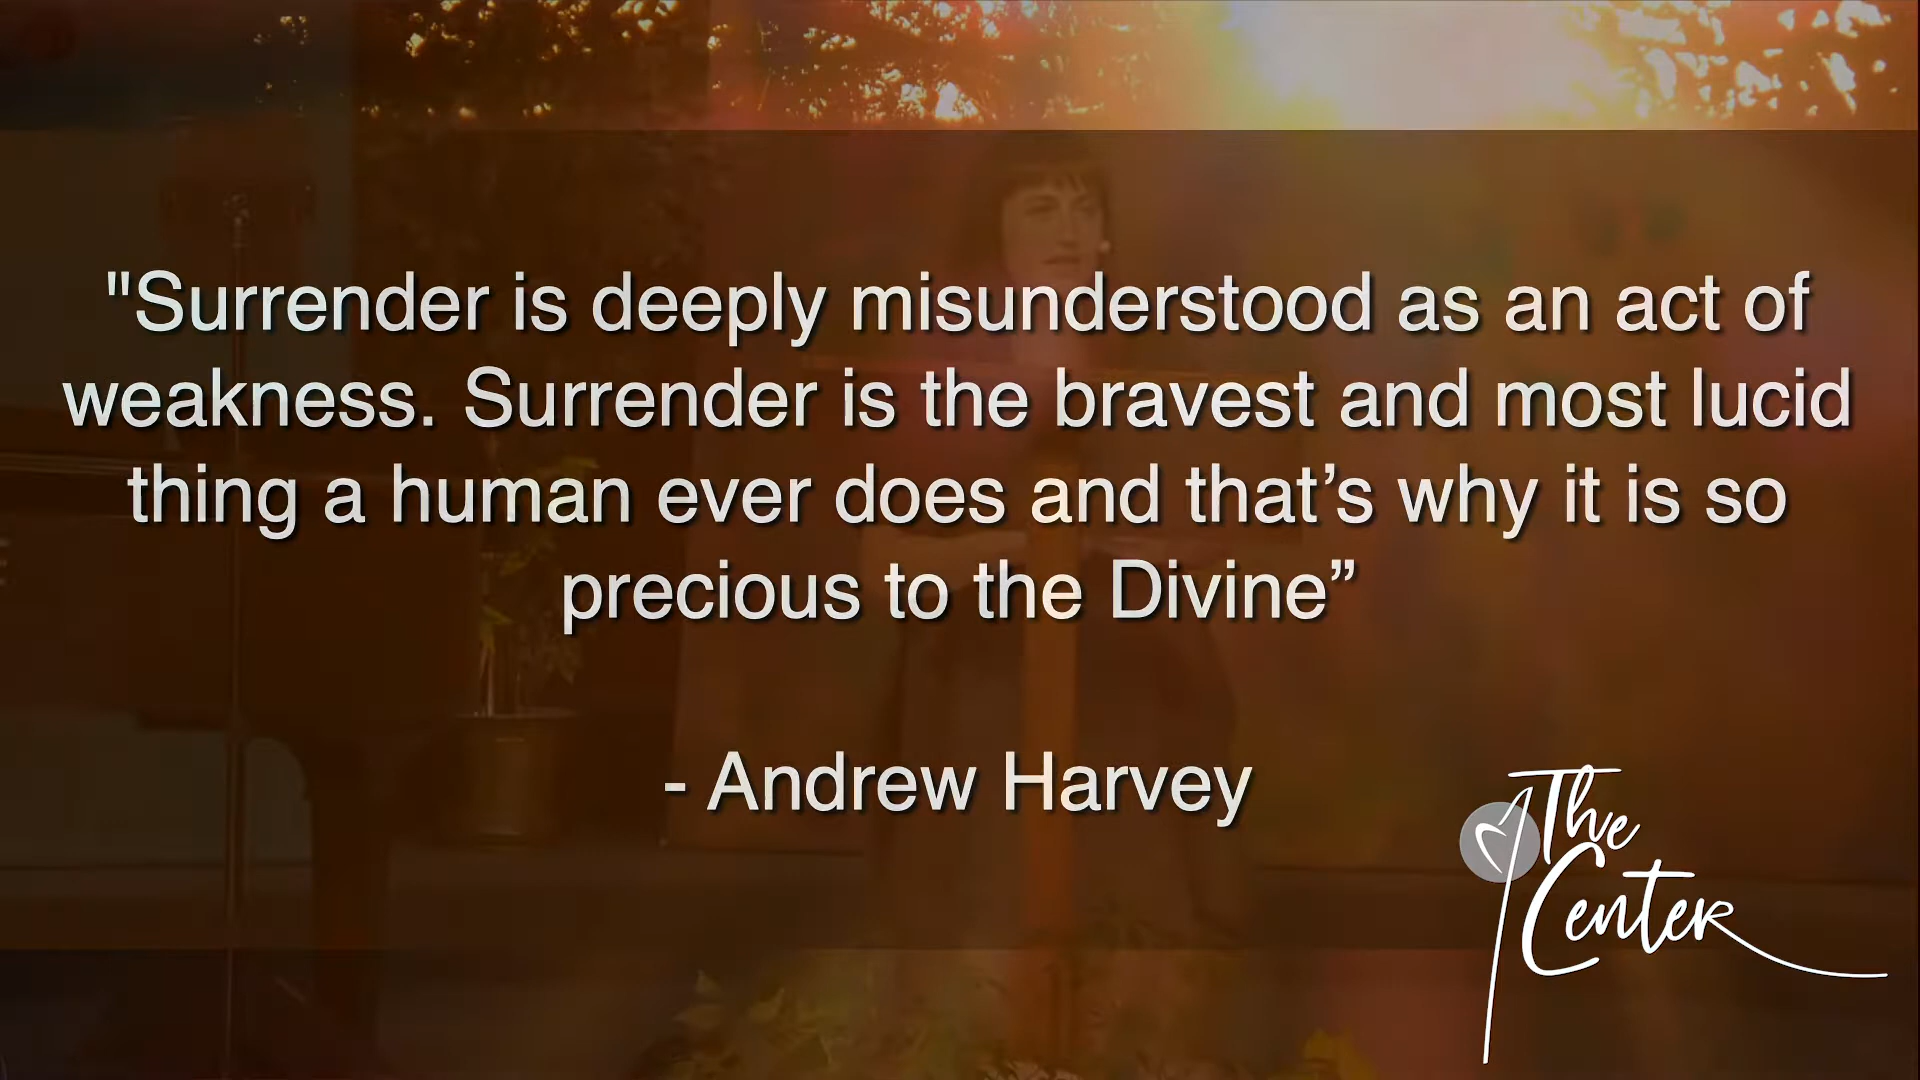 "Surrender is deeply misunderstood as an act of
weakness. Surrender is the bravest and most lucid
thing a human ever does and that’s why it is so
precious to the Divine”
- Andrew Harvey
The
Center